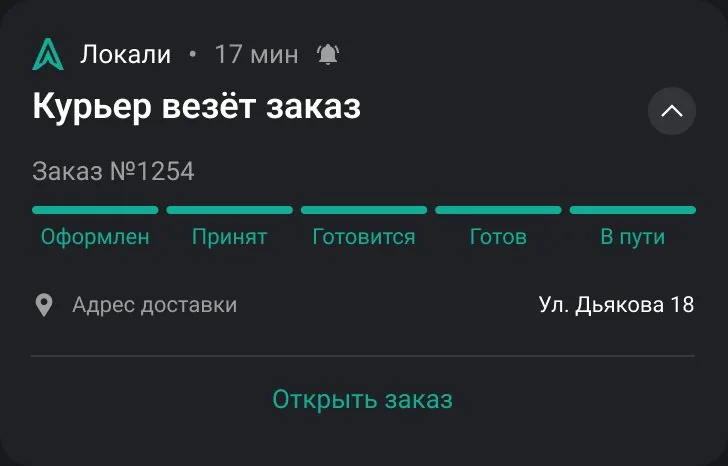 Локали • 17 мин
Курьер везёт заказ
Заказ №1254
Оформлен Принят Готовится Готов В пути
Адрес доставки Ул. Дьякова 18
Открыть заказ